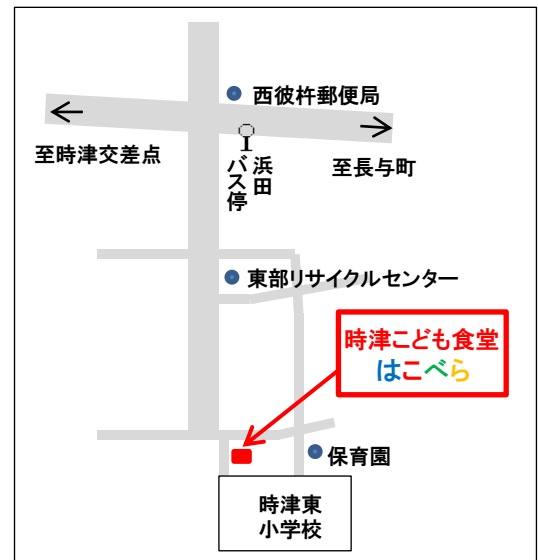 西彼杵郵便局
至時津交差点
浜田
バス停
至長与町
東部リサイクルセンター
時津こども食堂
はこべら
保育園
時津東
小学校